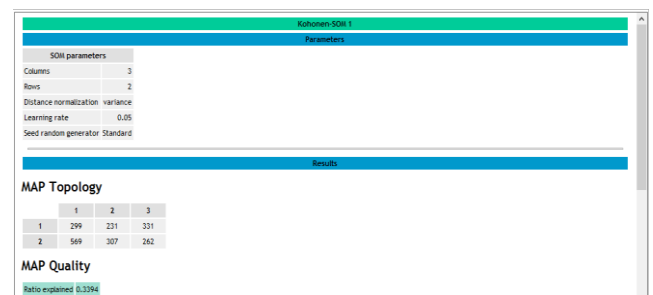 Kohonen-SOM 1
Parameters
SOM parameters
Columns 3
Rows 2
Distance normalization variance
Learning rate 0.05
Seed random generator Standard
Results
MAP Topology
1 2 3
1 299 231 331
2 569 307 262
MAP Quality
Ratio explained 0.3394